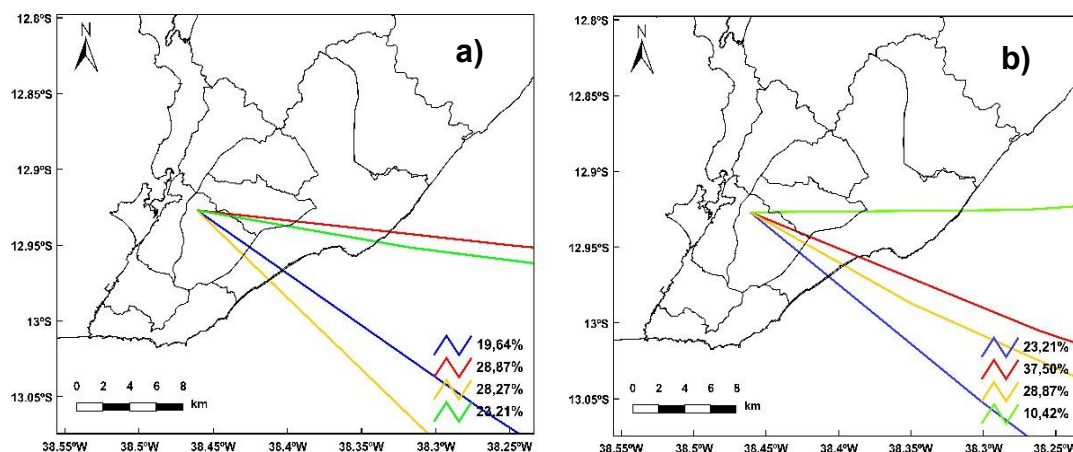 a)
12.8°S
N
12.85°S
12.9°S
12.95°S
13°S
13.05°S
19,64%
28,87%
28,27%
23,21%
0 2 4 6 8
km
38.55°W 38.5°W 38.45°W 38.4°W 38.35°W 38.3°W 38.25°W
b)
12.8°S
N
12.85°S
12.9°S
12.95°S
13°S
13.05°S
23,21%
37,50%
28,87%
10,42%
0 2 4 6 8
km
38.55°W 38.5°W 38.45°W 38.4°W 38.35°W 38.3°W 38.25°W